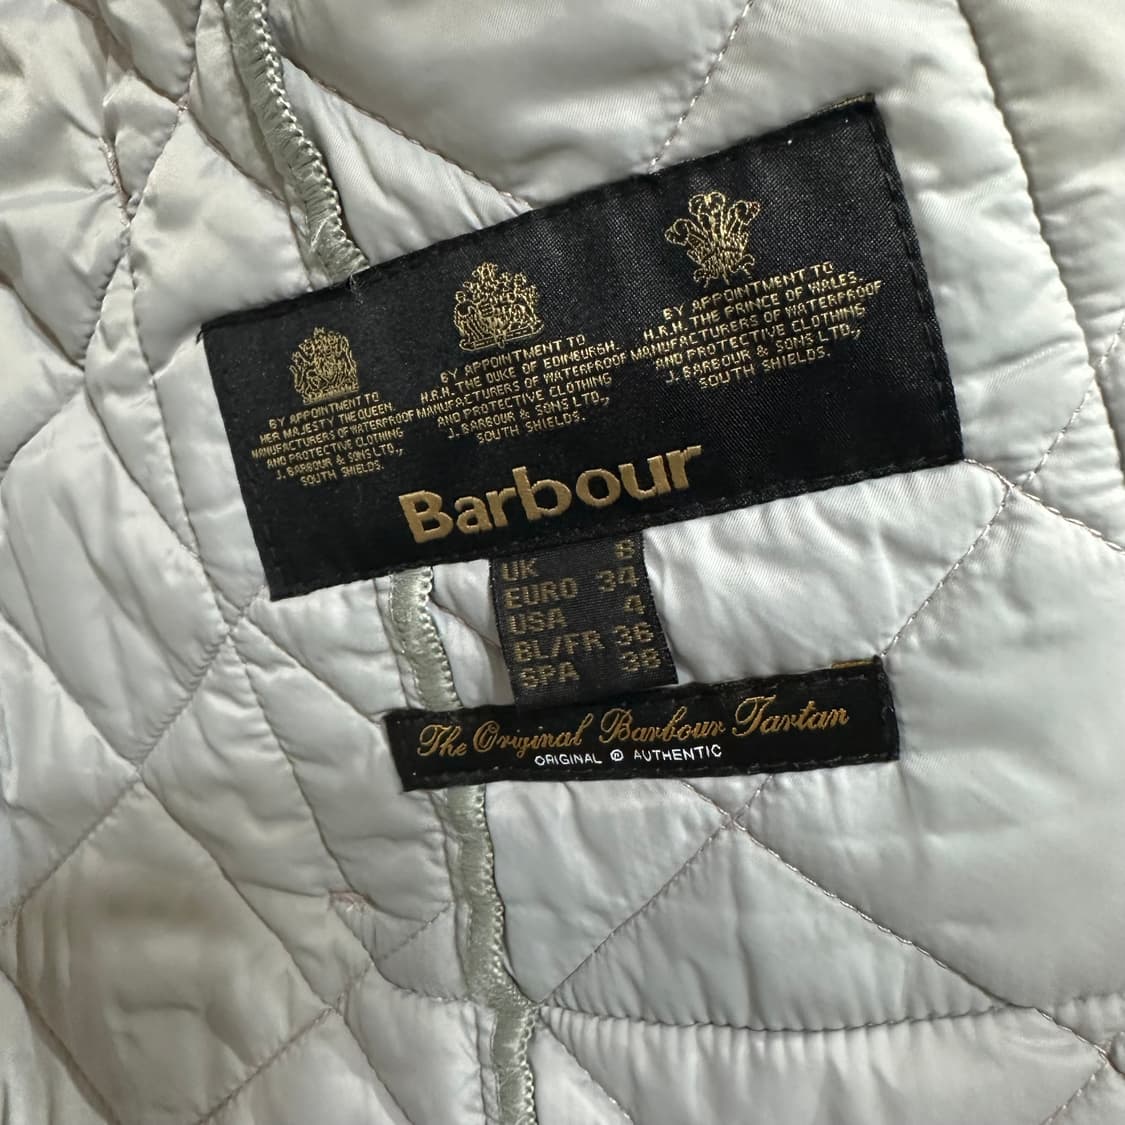 BY APPOINTMENT TO
HER MAJESTY THE QUEEN.
MANUFACTURERS OF WATERPROOF
AND PROTECTIVE CLOTHING
J. BARBOUR & SONS LTD.,
SOUTH SHIELDS.
BY APPOINTMENT TO
H.R.H. THE DUKE OF EDINBURGH.
MANUFACTURERS OF WATERPROOF
AND PROTECTIVE CLOTHING
J. BARBOUR & SONS LTD.,
SOUTH SHIELDS.
BY APPOINTMENT TO
H.R.H. THE PRINCE OF WALES.
MANUFACTURERS OF WATERPROOF
AND PROTECTIVE CLOTHING
J. BARBOUR & SONS LTD.,
SOUTH SHIELDS.
Barbour
UK 8
EURO 34
USA 4
BL/FR 36
SPA 38
The Original Barbour Tartan
ORIGINAL ® AUTHENTIC